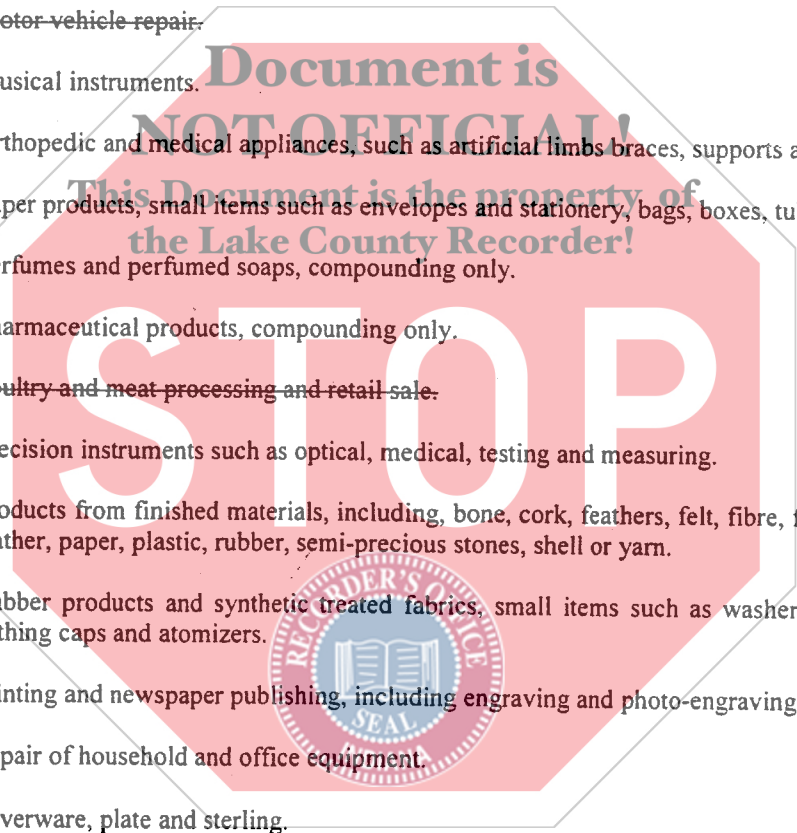 otor vehicle repair.
usical instruments.
Document is
NOT OFFICIAL!
rthopedic and medical appliances, such as artificial limbs braces, supports a
This Document is the property of
per products, small items such as envelopes and stationery, bags, boxes, tu
the Lake County Recorder!
rfumes and perfumed soaps, compounding only.
armaceutical products, compounding only.
STOP
ultry and meat processing and retail sale.
ecision instruments such as optical, medical, testing and measuring.
oducts from finished materials, including, bone, cork, feathers, felt, fibre, f
ather, paper, plastic, rubber, semi-precious stones, shell or yarn.
bber products and synthetic treated fabrics, small items such as washer
thing caps and atomizers.
RECORDER'S OFFICE
SEAL
INDIANA
inting and newspaper publishing, including engraving and photo-engraving
pair of household and office equipment.
verware, plate and sterling.